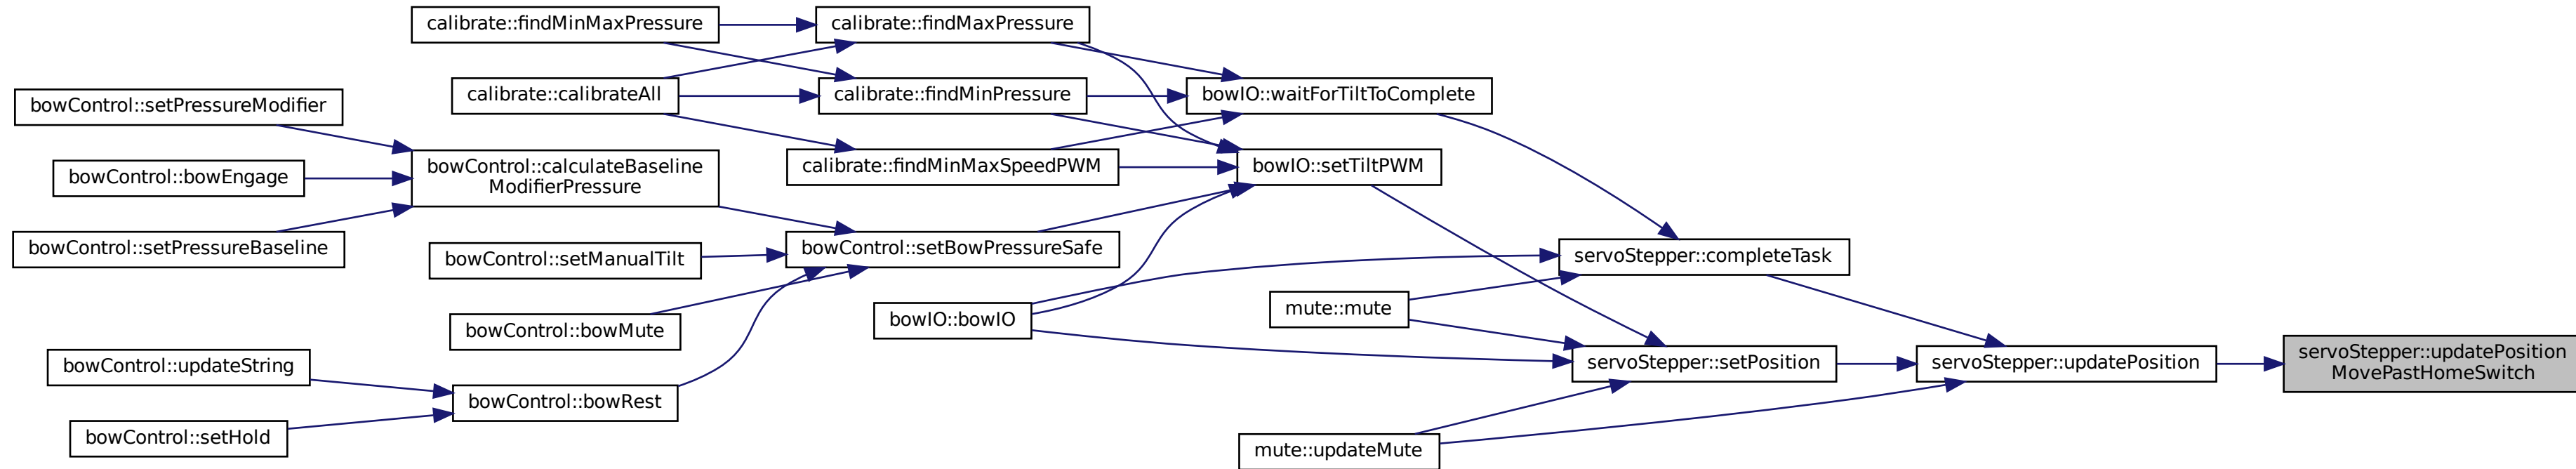 calibrate::findMinMaxPressure
calibrate::findMaxPressure
calibrate::calibrateAll
calibrate::findMinPressure
bowIO::waitForTiltToComplete
bowControl::setPressureModifier
bowControl::bowEngage
bowControl::calculateBaseline
ModifierPressure
calibrate::findMinMaxSpeedPWM
bowIO::setTiltPWM
bowControl::setPressureBaseline
bowControl::setManualTilt
bowControl::setBowPressureSafe
servoStepper::completeTask
bowControl::bowMute
bowIO::bowIO
mute::mute
bowControl::updateString
bowControl::bowRest
servoStepper::setPosition
servoStepper::updatePosition
servoStepper::updatePosition
MovePastHomeSwitch
bowControl::setHold
mute::updateMute